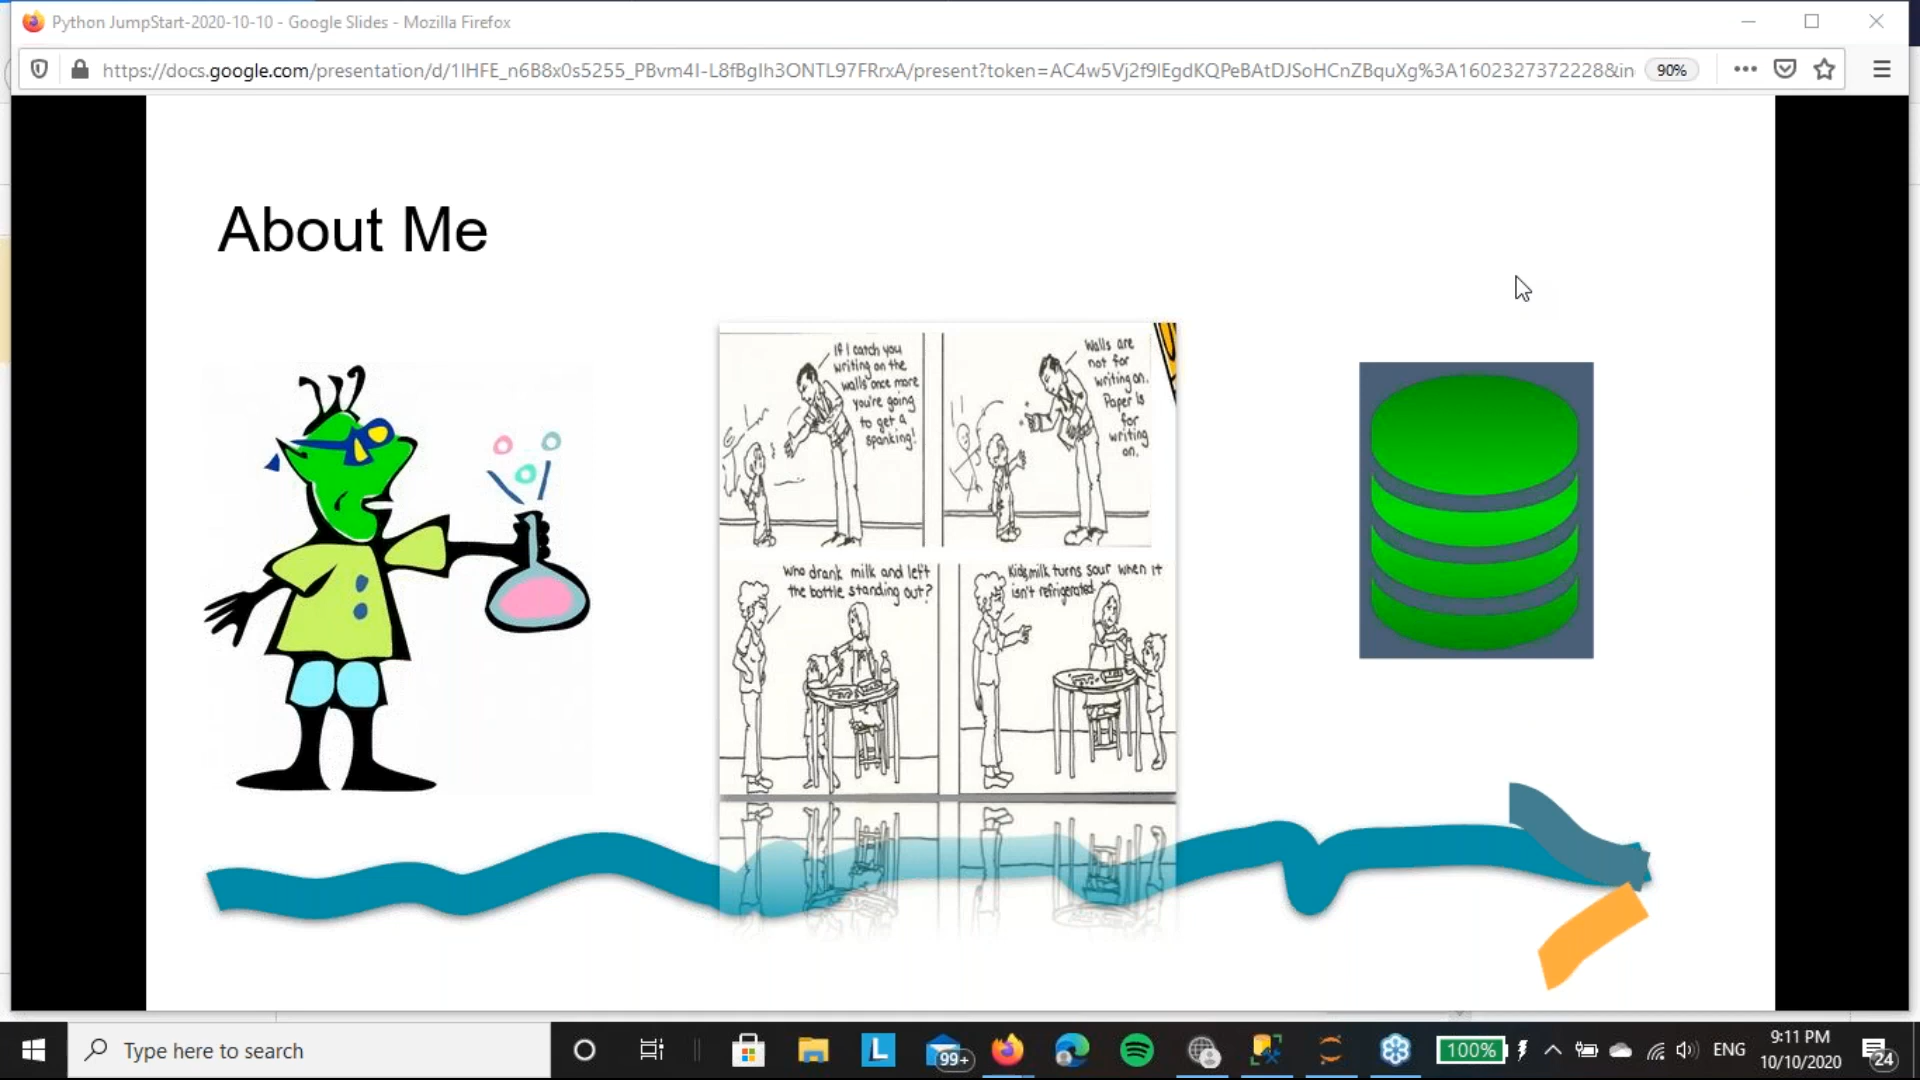 Python JumpStart-2020-10-10 - Google Slides - Mozilla Firefox
https://docs.google.com/presentation/d/1lHFE_n6B8x0s5255_PBvm4I-L8fBgIh3ONTL97FRrxA/present?token=AC4w5Vj2f9lEgdKQPeBAtDJSoHCnZBquXg%3A1602327372228&in
90%
About Me
If I catch you
writing on the
walls once more
you're going
to get a
spanking!
Walls are
not for
writing on.
Paper is
for
writing
on.
Who drank milk and left
the bottle standing out?
Kids, milk turns sour when it
isn't refrigerated.
Type here to search
L
99+
100%
ENG
9:11 PM
10/10/2020
24